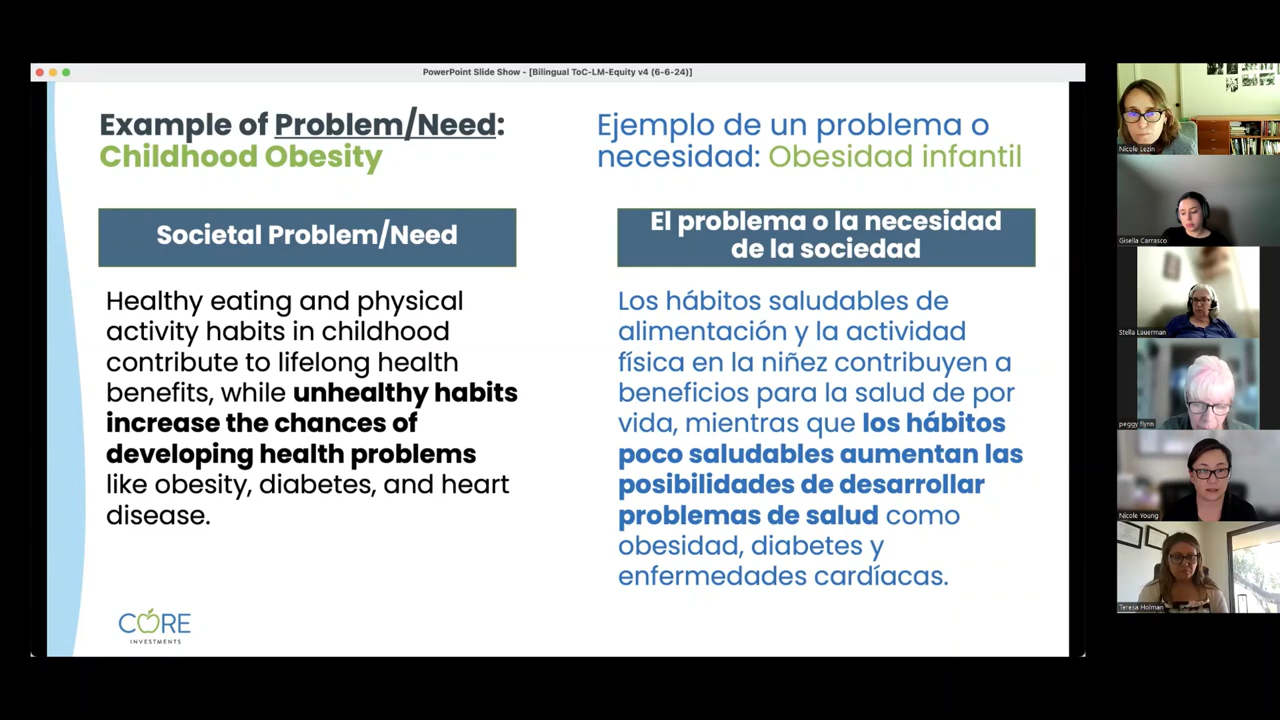 PowerPoint Slide Show - [Bilingual ToC-LM-Equity v4 (6-6-24)]
Example of Problem/Need:
Childhood Obesity
Ejemplo de un problema o
necesidad: Obesidad infantil
Societal Problem/Need
El problema o la necesidad
de la sociedad
Healthy eating and physical
activity habits in childhood
contribute to lifelong health
benefits, while unhealthy habits
increase the chances of
developing health problems
like obesity, diabetes, and heart
disease.
Los hábitos saludables de
alimentación y la actividad
física en la niñez contribuyen a
beneficios para la salud de por
vida, mientras que los hábitos
poco saludables aumentan las
posibilidades de desarrollar
problemas de salud como
obesidad, diabetes y
enfermedades cardíacas.
CORE
INVESTMENTS
Nicole Lezin
Gisella Carrasco
Stella Lauerman
peggy flynn
Nicole Young
Teresa Holman